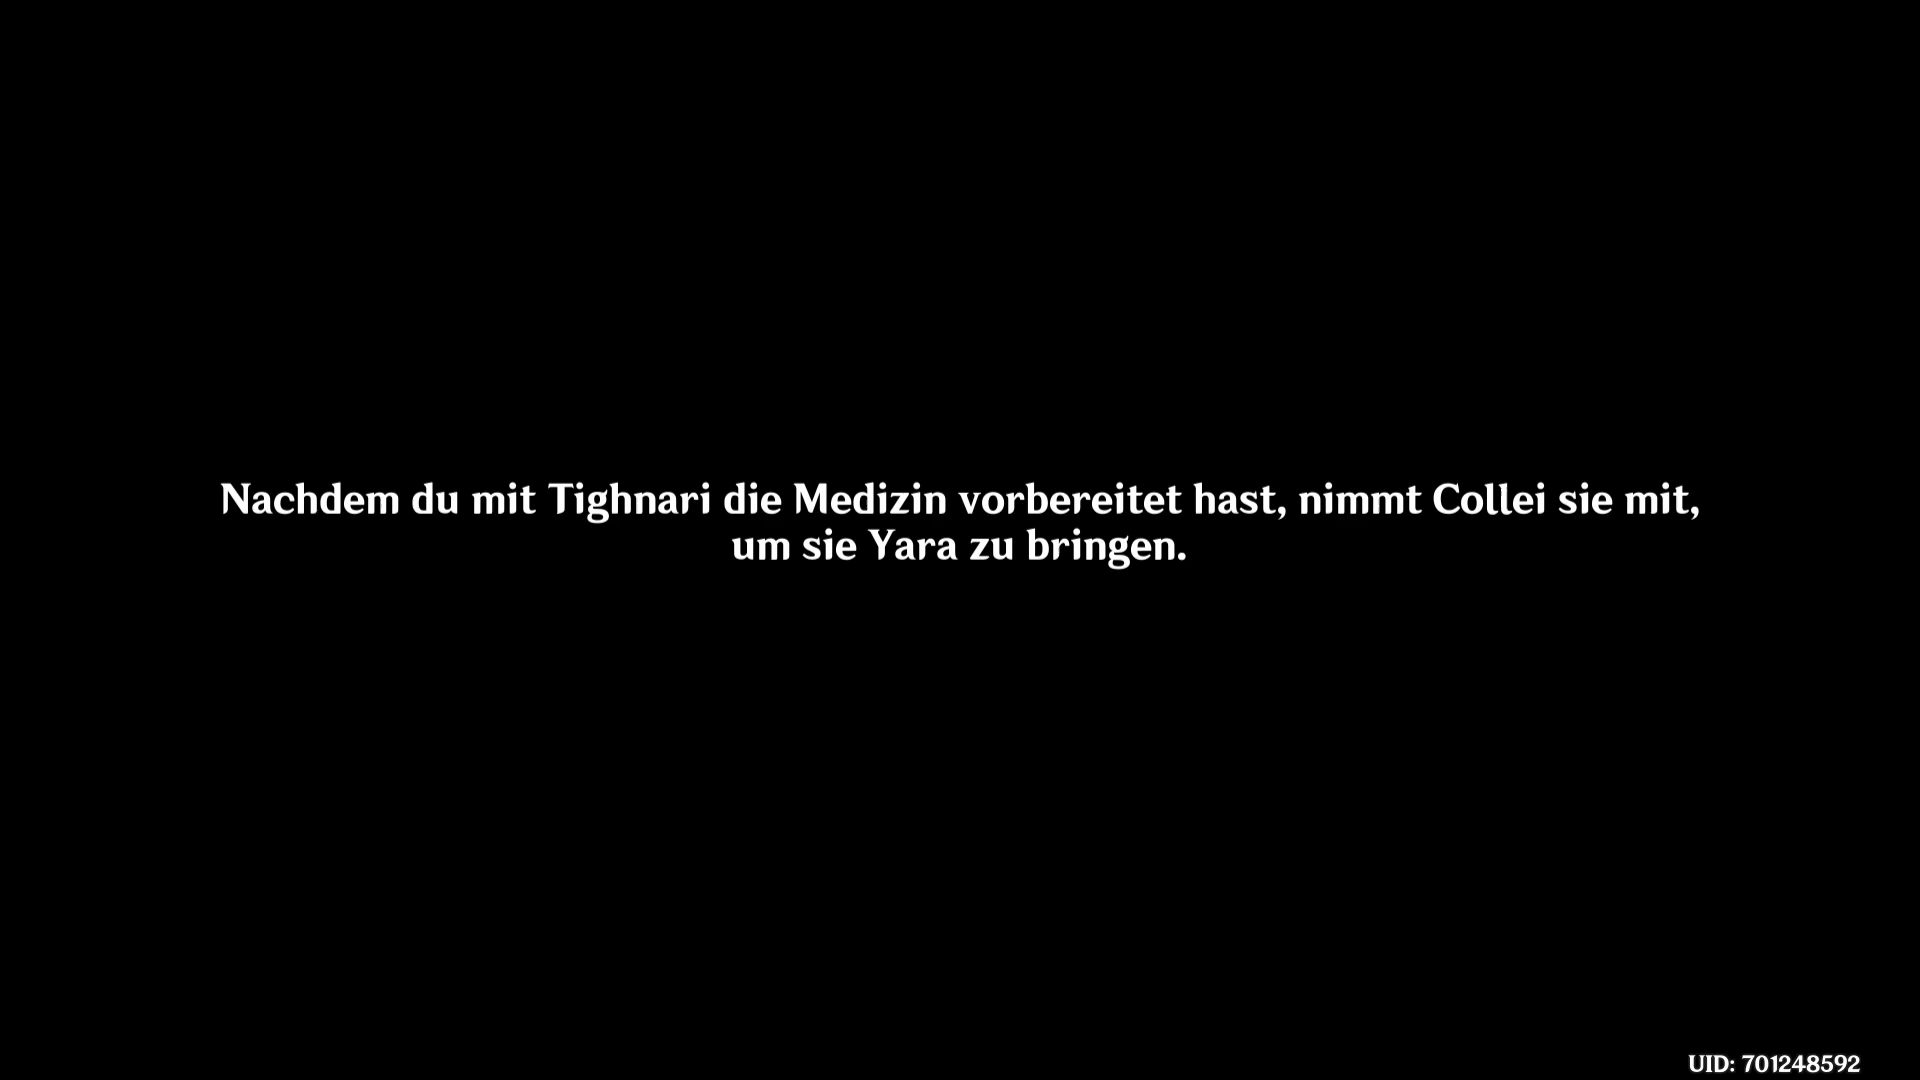 Nachdem du mit Tighnari die Medizin vorbereitet hast, nimmt Collei sie mit,
um sie Yara zu bringen.
UID: 701248592